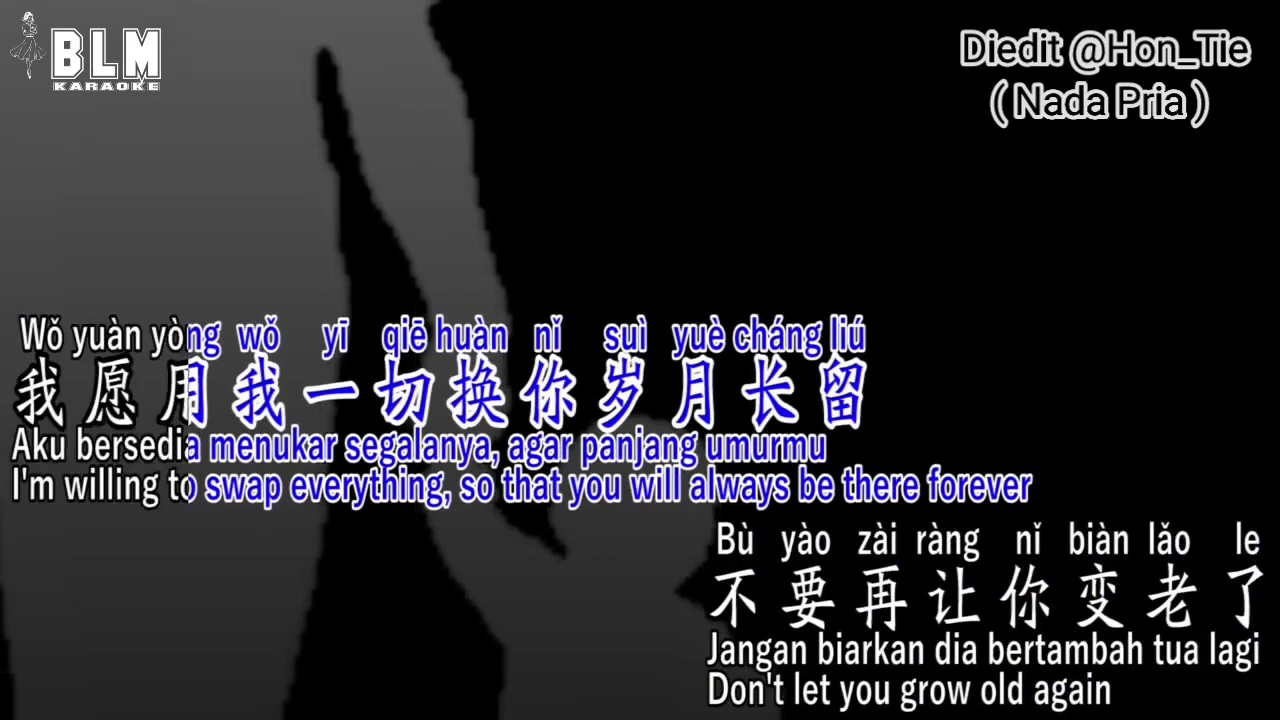 BLM
KARAOKE
Diedit @Hon_Tie
( Nada Pria )
Wǒ yuàn yòng wǒ yī qiē huàn nǐ suì yuè cháng liú
我愿用我一切换你岁月长留
Aku bersedia menukar segalanya, agar panjang umurmu
I'm willing to swap everything, so that you will always be there forever
Bù yào zài ràng nǐ biàn lǎo le
不要再让你变老了
Jangan biarkan dia bertambah tua lagi
Don't let you grow old again